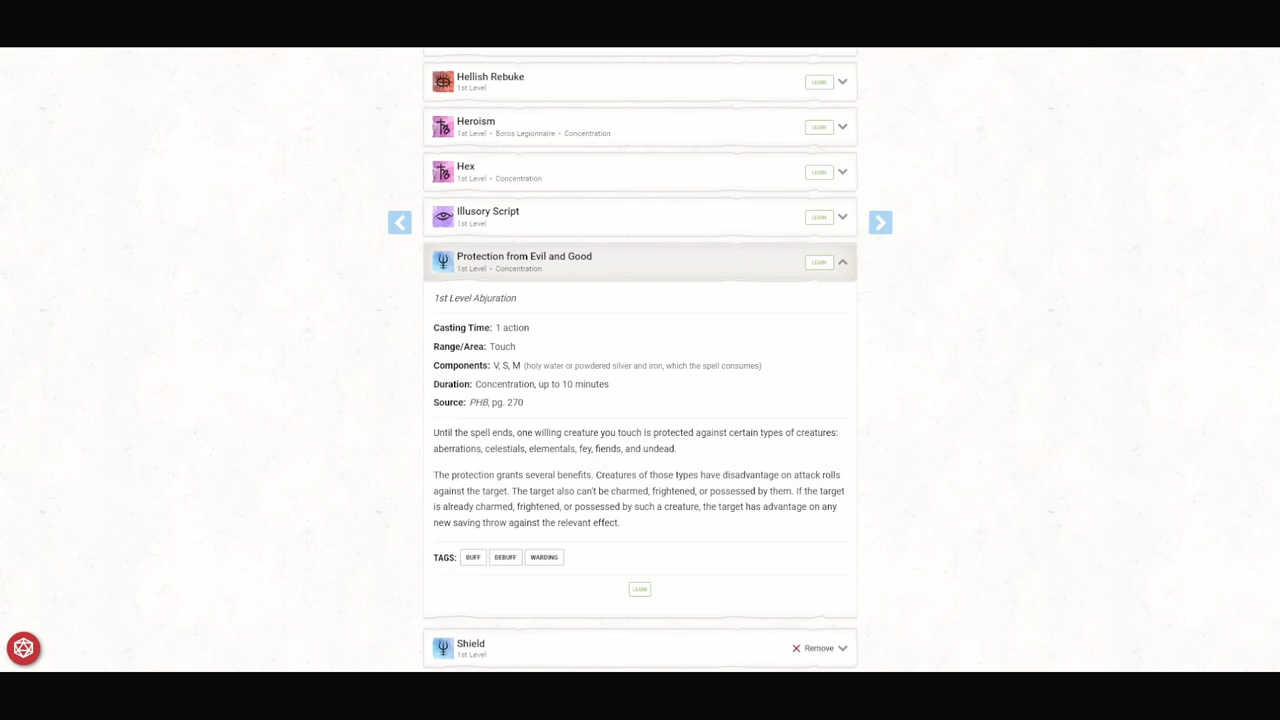 Hellish Rebuke
1st Level
LEARN
Heroism
1st Level • Boros Legionnaire • Concentration
LEARN
Hex
1st Level • Concentration
LEARN
Illusory Script
1st Level
LEARN
Protection from Evil and Good
1st Level • Concentration
LEARN
1st Level Abjuration
Casting Time: 1 action
Range/Area: Touch
Components: V, S, M (holy water or powdered silver and iron, which the spell consumes)
Duration: Concentration, up to 10 minutes
Source: PHB, pg. 270
Until the spell ends, one willing creature you touch is protected against certain types of creatures:
aberrations, celestials, elementals, fey, fiends, and undead.
The protection grants several benefits. Creatures of those types have disadvantage on attack rolls
against the target. The target also can't be charmed, frightened, or possessed by them. If the target
is already charmed, frightened, or possessed by such a creature, the target has advantage on any
new saving throw against the relevant effect.
TAGS: BUFF DEBUFF WARDING
LEARN
Shield
1st Level
Remove